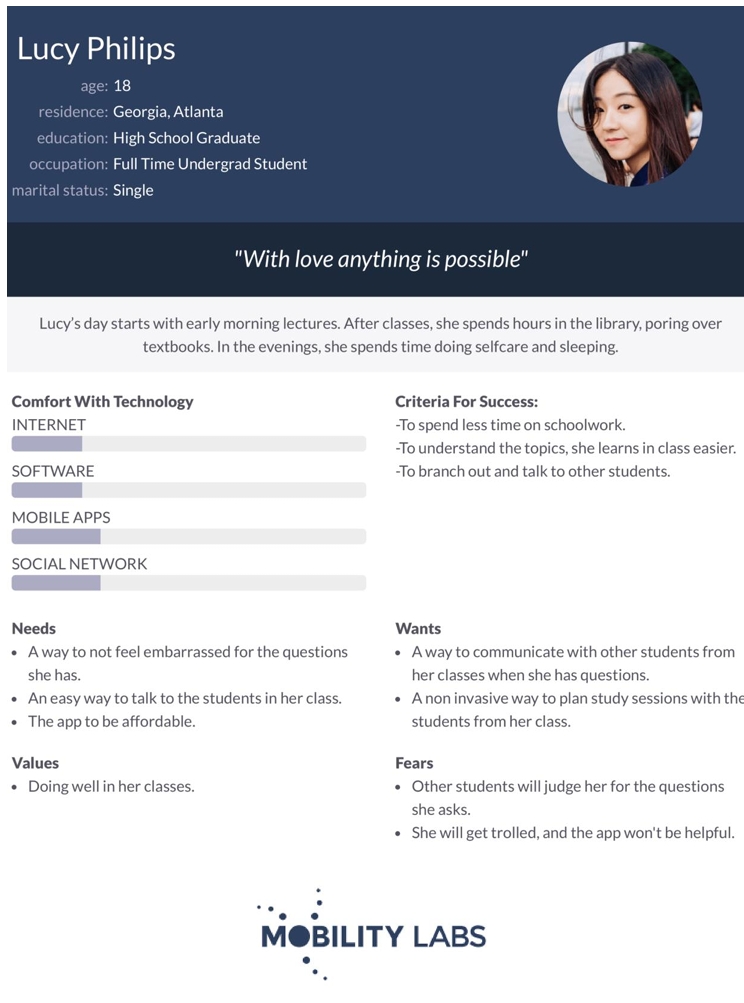 Lucy Philips
age: 18
residence: Georgia, Atlanta
education: High School Graduate
occupation: Full Time Undergrad Student
marital status: Single
"With love anything is possible"
Lucy’s day starts with early morning lectures. After classes, she spends hours in the library, poring over
textbooks. In the evenings, she spends time doing selfcare and sleeping.
Comfort With Technology
INTERNET
SOFTWARE
MOBILE APPS
SOCIAL NETWORK
Criteria For Success:
-To spend less time on schoolwork.
-To understand the topics, she learns in class easier.
-To branch out and talk to other students.
Needs
• A way to not feel embarrassed for the questions
she has.
• An easy way to talk to the students in her class.
• The app to be affordable.
Wants
• A way to communicate with other students from
her classes when she has questions.
• A non invasive way to plan study sessions with the
students from her class.
Values
• Doing well in her classes.
Fears
• Other students will judge her for the questions
she asks.
• She will get trolled, and the app won't be helpful.
MOBILITY LABS